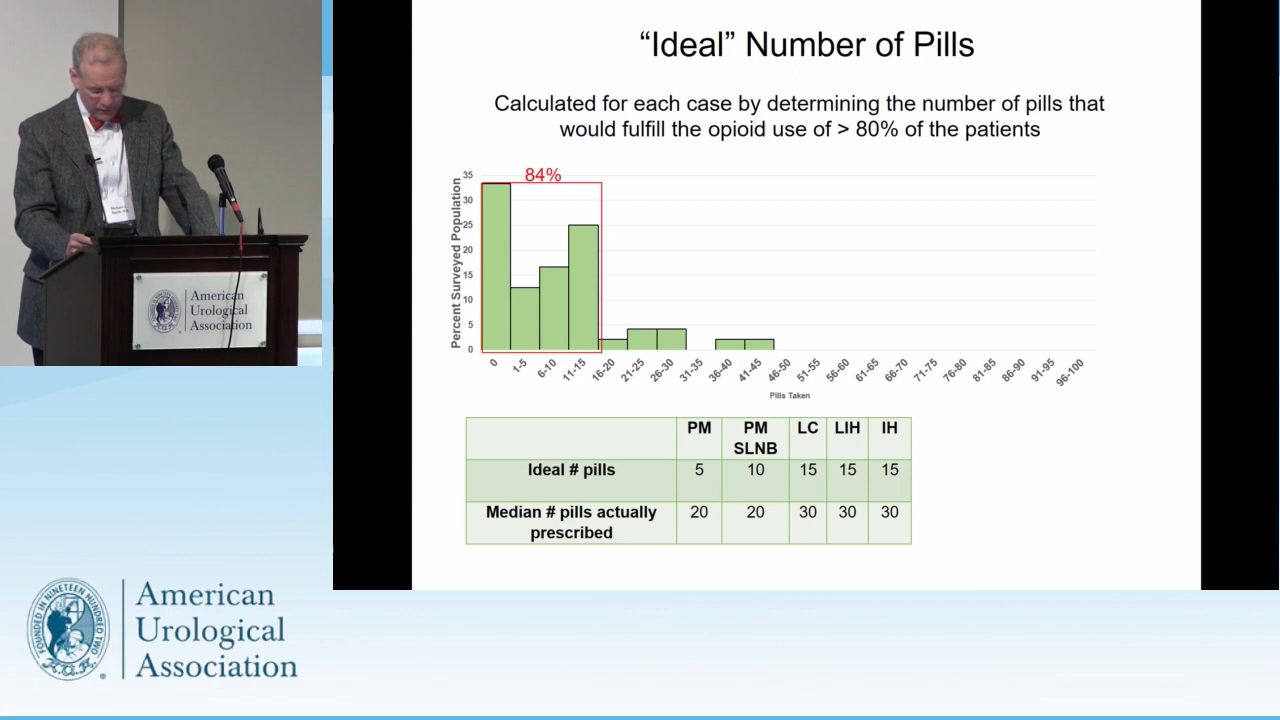 "Ideal" Number of Pills
Calculated for each case by determining the number of pills that
would fulfill the opioid use of > 80% of the patients
84%
Percent Surveyed Population
35
30
25
20
15
10
5
0
0
1-5
6-10
11-15
16-20
21-25
26-30
31-35
36-40
41-45
46-50
51-55
56-60
61-65
66-70
71-75
76-80
81-85
86-90
91-95
96-100
Pills Taken
PM PM SLNB LC LIH IH
Ideal # pills 5 10 15 15 15
Median # pills actually prescribed 20 20 30 30 30
American
Urological
Association
FOUNDED IN NINETEEN HUNDRED TWO
A.U.A.
American
Urological
Association